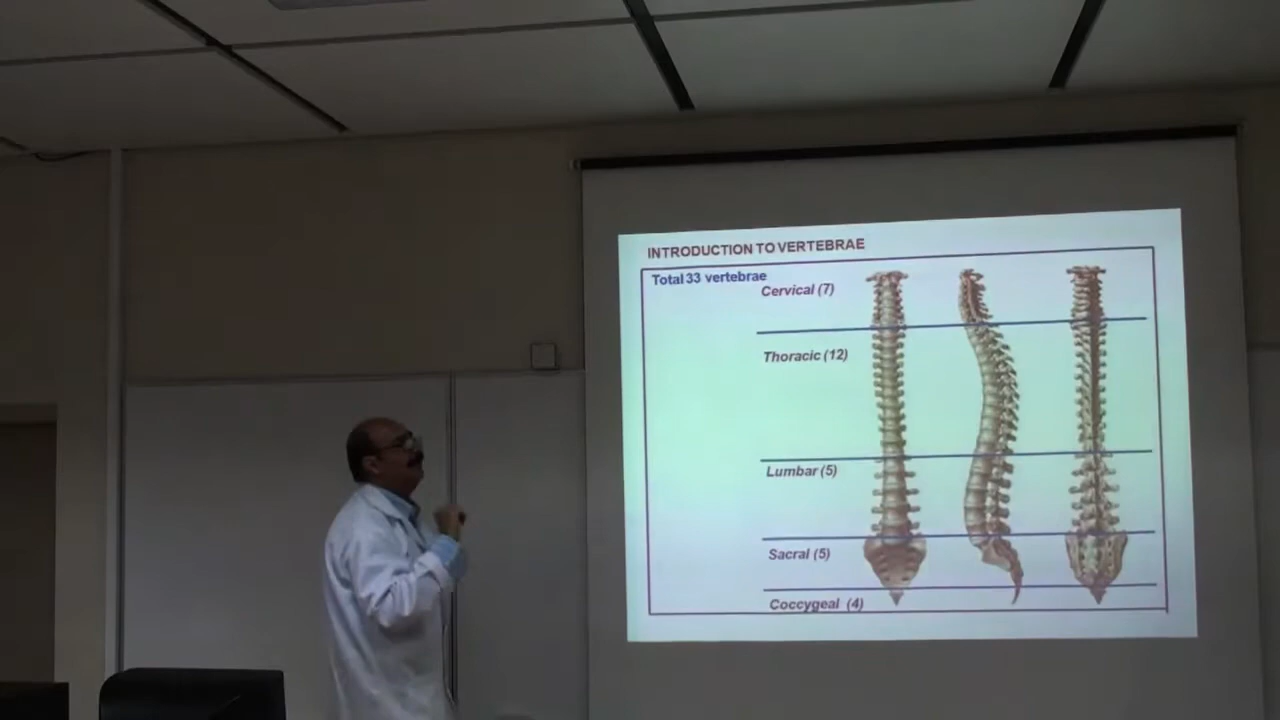 INTRODUCTION TO VERTEBRAE
Total 33 vertebrae
Cervical (7)
Thoracic (12)
Lumbar (5)
Sacral (5)
Coccygeal (4)